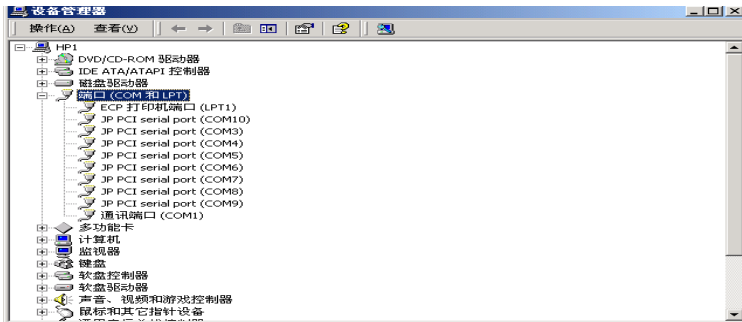 设备管理器
操作(A) 查看(V)
HP1
DVD/CD-ROM 驱动器
IDE ATA/ATAPI 控制器
磁盘驱动器
端口 (COM 和 LPT)
ECP 打印机端口 (LPT1)
JP PCI serial port (COM10)
JP PCI serial port (COM3)
JP PCI serial port (COM4)
JP PCI serial port (COM5)
JP PCI serial port (COM6)
JP PCI serial port (COM7)
JP PCI serial port (COM8)
JP PCI serial port (COM9)
通讯端口 (COM1)
多功能卡
计算机
监视器
键盘
软盘控制器
软盘驱动器
声音、视频和游戏控制器
鼠标和其它指针设备